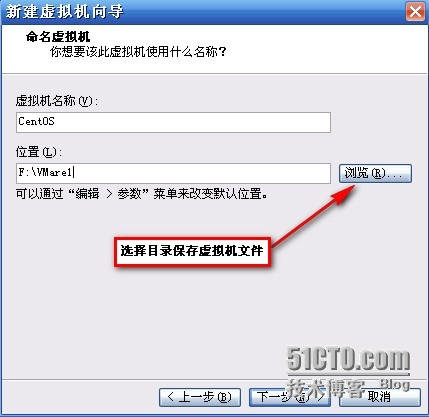 新建虚拟机向导
命名虚拟机
你想要该此虚拟机使用什么名称?
虚拟机名称(V):
CentOS
位置(L):
F:\VMare1
浏览(R)...
可以通过“编辑 > 参数”菜单来改变默认位置。
选择目录保存虚拟机文件
51CTO.com
技术博客 Blog
< 上一步(B)
下一步
取消